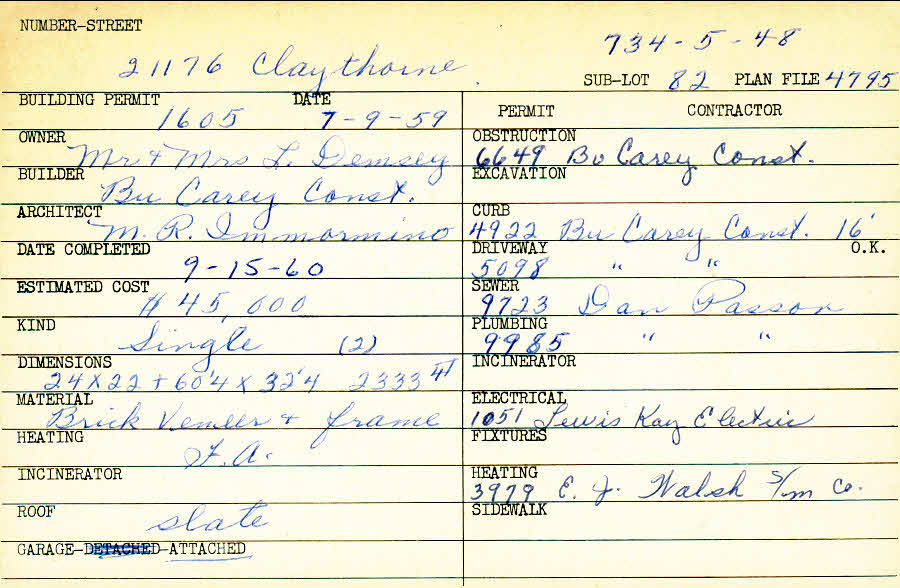 NUMBER-STREET
734-5-48
21176 Claythorne
SUB-LOT 82 PLAN FILE 4795
BUILDING PERMIT DATE
1605 7-9-59
OWNER
Mr + Mrs L. Demsey
BUILDER
Bu Carey Const.
ARCHITECT
M. R. Immormino
DATE COMPLETED
9-15-60
ESTIMATED COST
$ 45,000
KIND
Single (2)
DIMENSIONS
24 x 22 + 60'4 x 32'4 2333
MATERIAL
Brick Veneer + frame
HEATING
F.A.
INCINERATOR
ROOF
slate
GARAGE-DETACHED-ATTACHED
PERMIT CONTRACTOR
OBSTRUCTION
6649 Bu Carey Const.
EXCAVATION
CURB
4922 Bu Carey Const. 16'
DRIVEWAY O.K.
5098 " "
SEWER
9723 Dan Passov
PLUMBING
9985 " "
INCINERATOR
ELECTRICAL
1051 Lewis Kay Electric
FIXTURES
HEATING
3979 E. J. Walsh S/m Co.
SIDEWALK